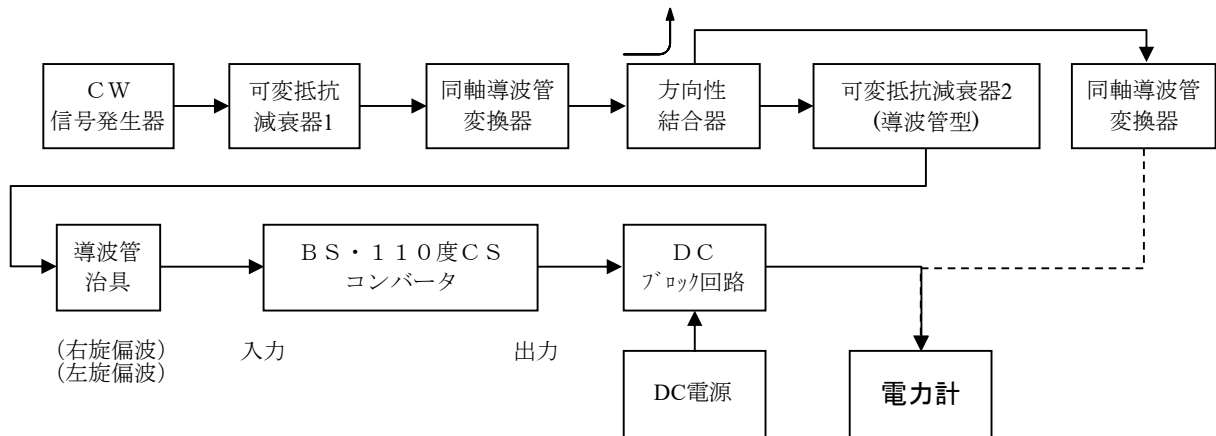 ＣＷ
信号発生器
可変抵抗
減衰器1
同軸導波管
変換器
方向性
結合器
可変抵抗減衰器2
(導波管型)
同軸導波管
変換器
導波管
治具
ＢＳ・１１０度ＣＳ
コンバータ
ＤＣ
ﾌﾞﾛｯｸ回路
(右旋偏波)
(左旋偏波)
入力
出力
DC電源
電力計